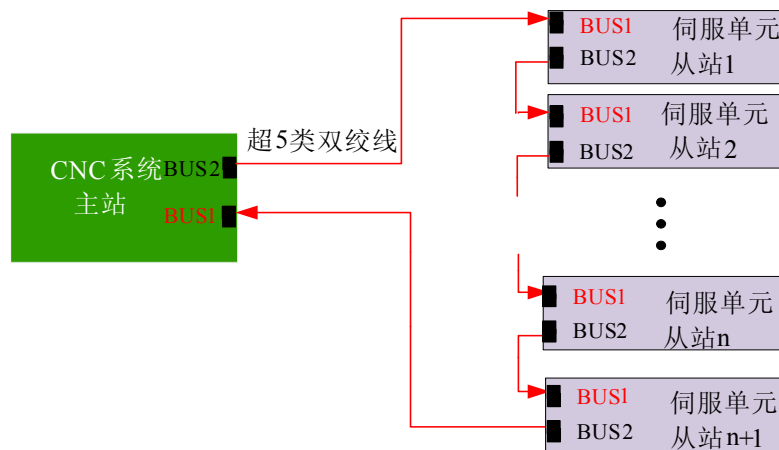 BUS1 伺服单元
BUS2 从站1
BUS1 伺服单元
BUS2 从站2
超5类双绞线
CNC系统 BUS2
主站
BUS1
BUS1 伺服单元
BUS2 从站n
BUS1 伺服单元
BUS2 从站n+1